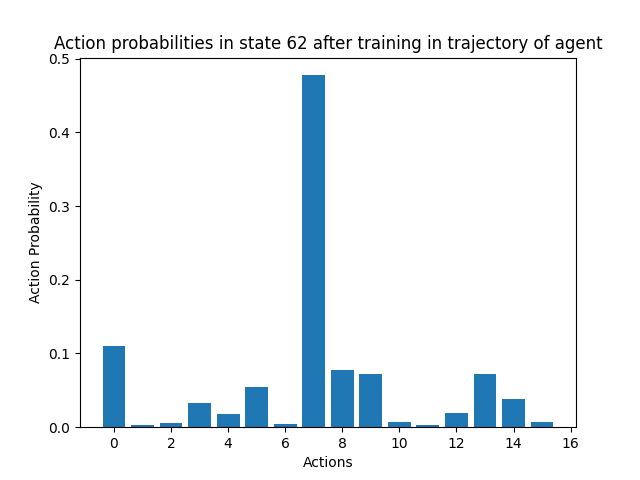 Action probabilities in state 62 after training in trajectory of agent
0.5
0.4
0.3
0.2
0.1
0.0
Action Probability
0 2 4 6 8 10 12 14 16
Actions